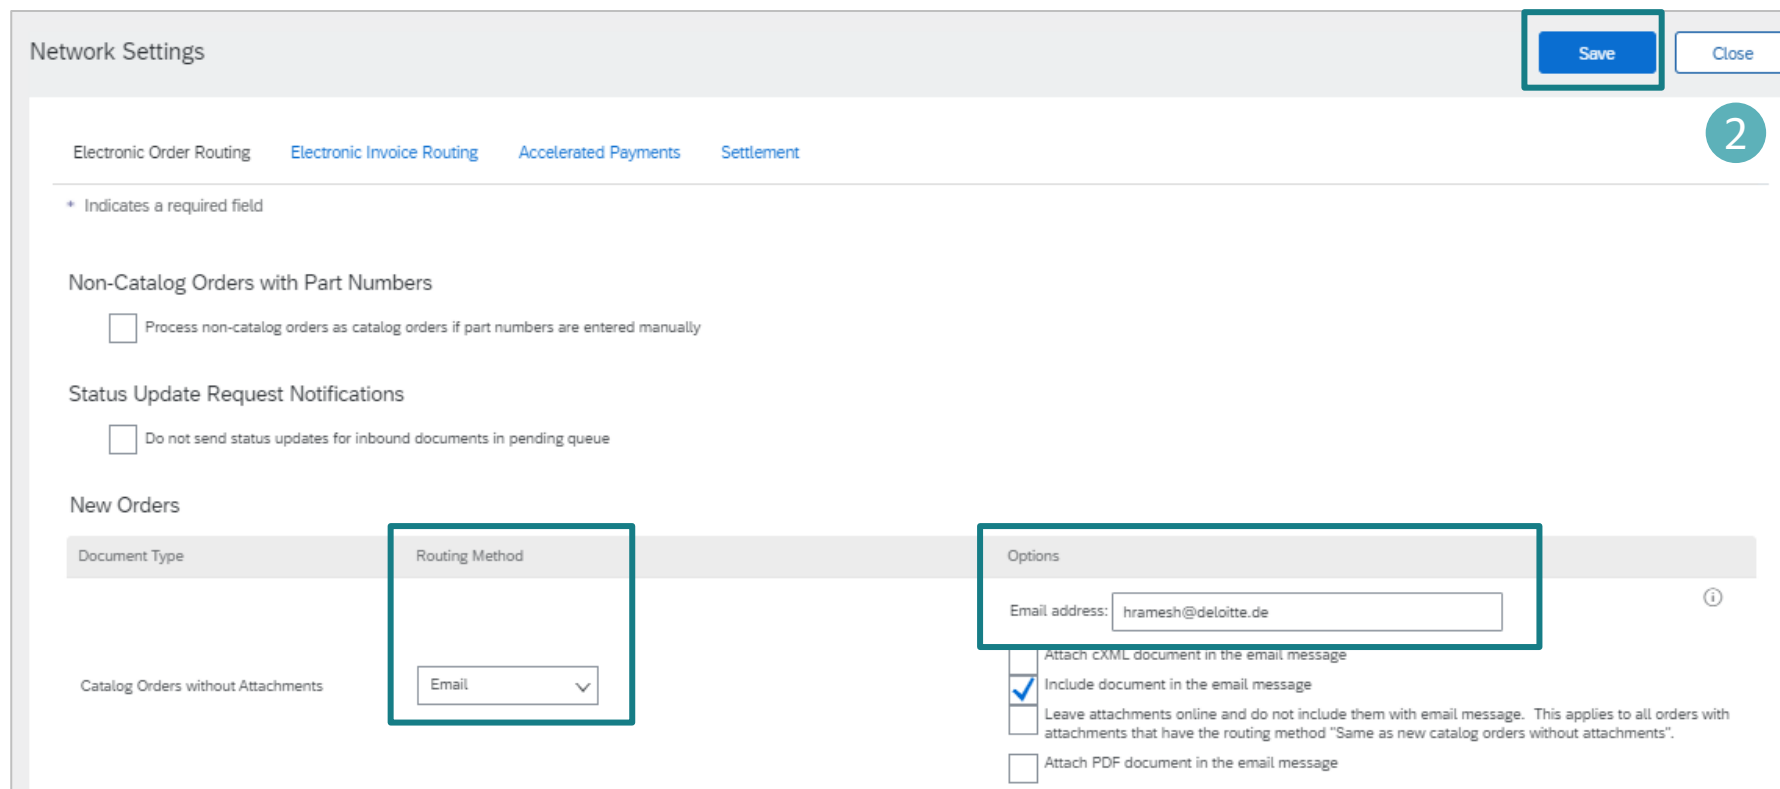 Network Settings
Save
Close
2
Electronic Order Routing
Electronic Invoice Routing
Accelerated Payments
Settlement
* Indicates a required field
Non-Catalog Orders with Part Numbers
Process non-catalog orders as catalog orders if part numbers are entered manually
Status Update Request Notifications
Do not send status updates for inbound documents in pending queue
New Orders
Document Type
Routing Method
Options
Email address:
hramesh@deloitte.de
i
Attach cXML document in the email message
Catalog Orders without Attachments
Email
Include document in the email message
Leave attachments online and do not include them with email message. This applies to all orders with
attachments that have the routing method "Same as new catalog orders without attachments".
Attach PDF document in the email message